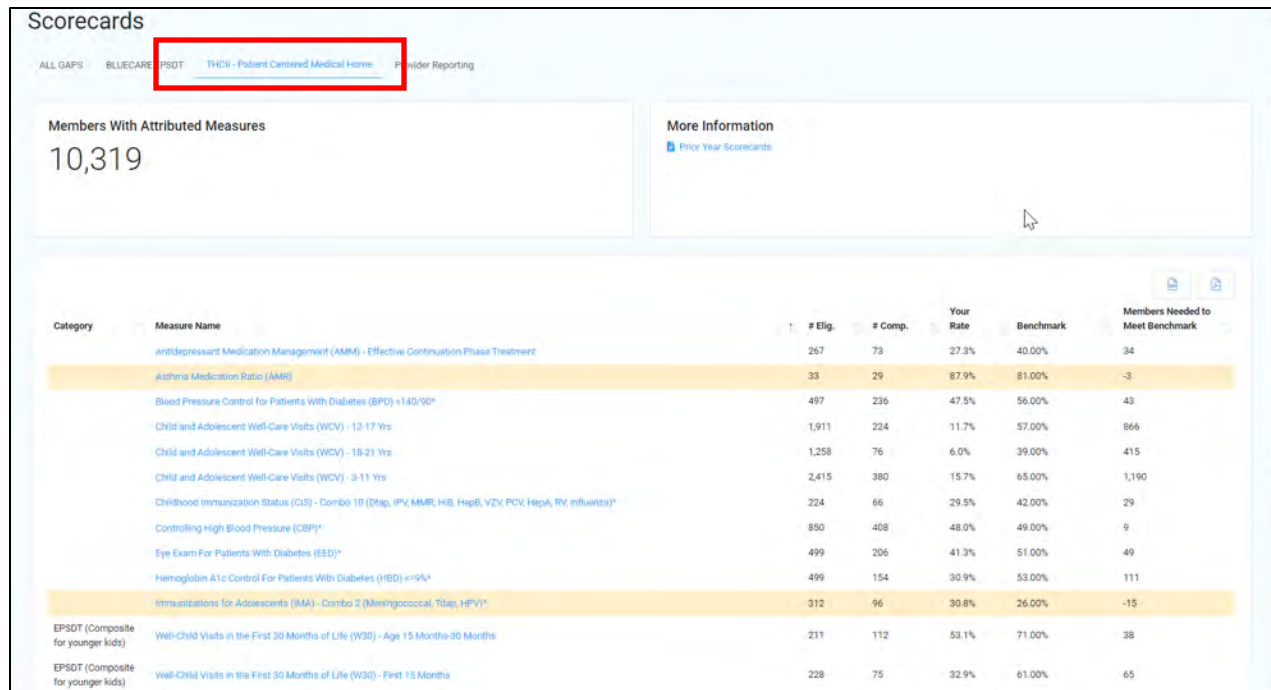 Scorecards
ALL GAPS BLUECARE EPSDT THCII - Patient Centered Medical Home Provider Reporting
Members With Attributed Measures
10,319
More Information
Prior Year Scorecards
Category Measure Name ↑ # Elig. # Comp. Your Rate Benchmark Members Needed to Meet Benchmark
Antidepressant Medication Management (AMM) - Effective Continuation Phase Treatment 267 73 27.3% 40.00% 34
Asthma Medication Ratio (AMR) 33 29 87.9% 81.00% -3
Blood Pressure Control for Patients With Diabetes (BPD) <140/90* 497 236 47.5% 56.00% 43
Child and Adolescent Well-Care Visits (WCV) - 12-17 Yrs 1,911 224 11.7% 57.00% 866
Child and Adolescent Well-Care Visits (WCV) - 18-21 Yrs 1,258 76 6.0% 39.00% 415
Child and Adolescent Well-Care Visits (WCV) - 3-11 Yrs 2,415 380 15.7% 65.00% 1,190
Childhood Immunization Status (CIS) - Combo 10 (Dtap, IPV, MMR, HiB, HepB, VZV, PCV, HepA, RV, Influenza)* 224 66 29.5% 42.00% 29
Controlling High Blood Pressure (CBP)* 850 408 48.0% 49.00% 9
Eye Exam For Patients With Diabetes (EED)* 499 206 41.3% 51.00% 49
Hemoglobin A1c Control For Patients With Diabetes (HBD) <=9%* 499 154 30.9% 53.00% 111
Immunizations for Adolescents (IMA) - Combo 2 (Meningococcal, Tdap, HPV)* 312 96 30.8% 26.00% -15
EPSDT (Composite for younger kids) Well-Child Visits in the First 30 Months of Life (W30) - Age 15 Months-30 Months 211 112 53.1% 71.00% 38
EPSDT (Composite for younger kids) Well-Child Visits in the First 30 Months of Life (W30) - First 15 Months 228 75 32.9% 61.00% 65